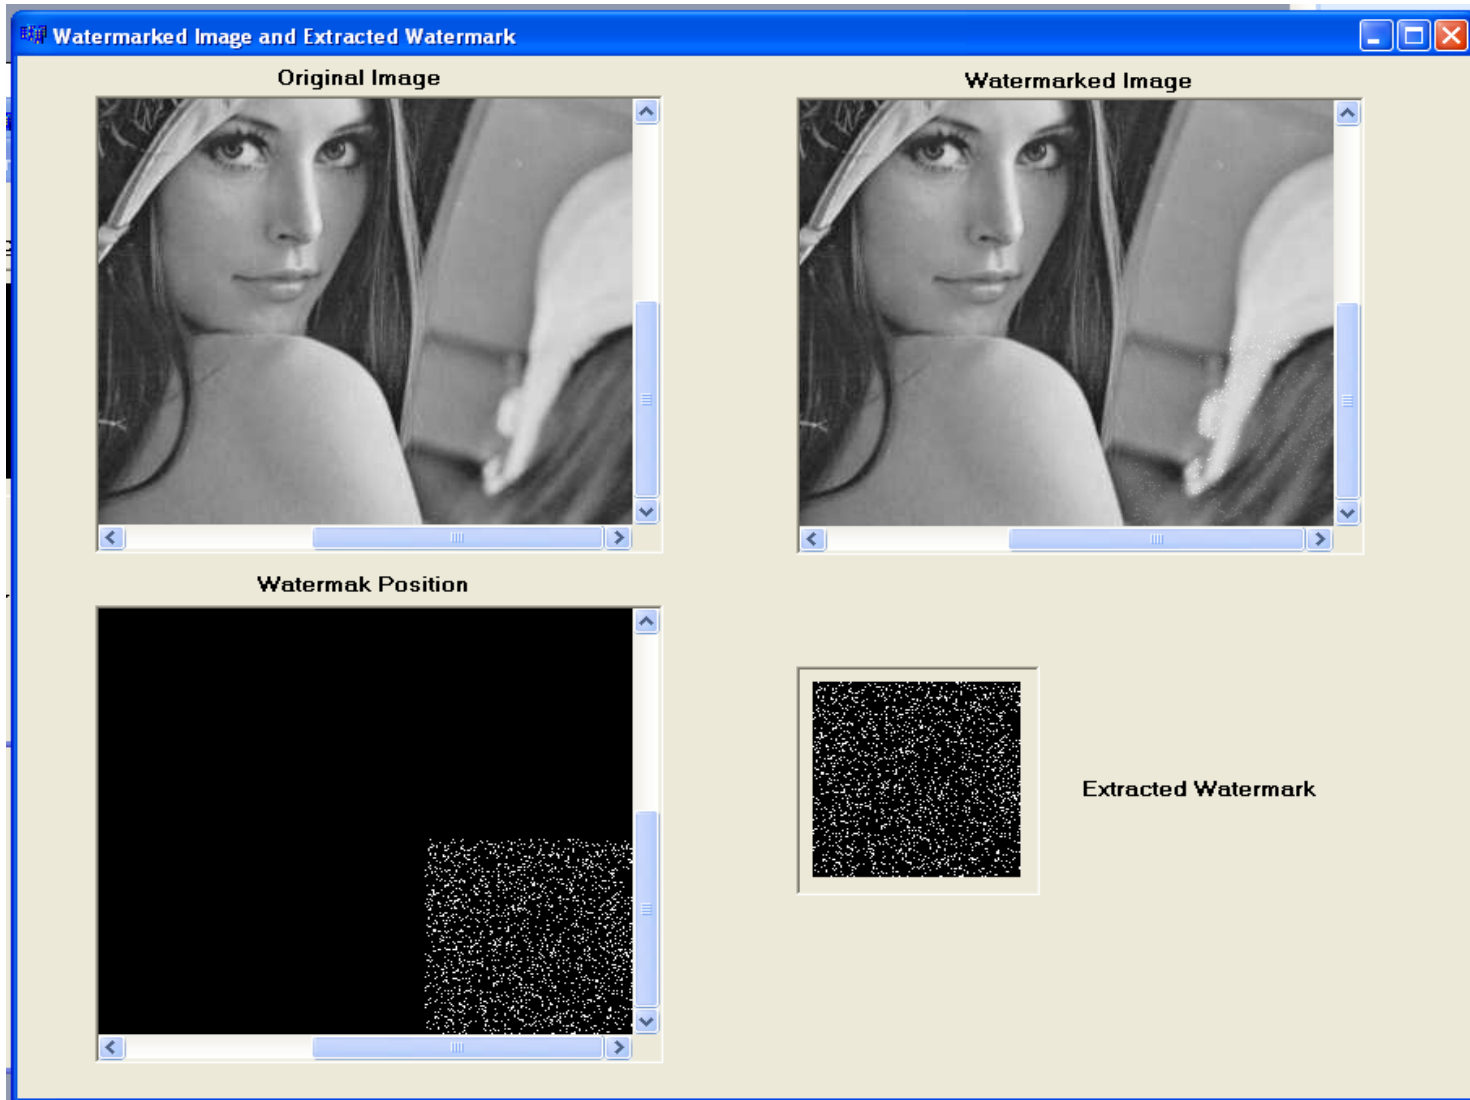 Watermarked Image and Extracted Watermark
Original Image
Watermarked Image
Watermak Position
Extracted Watermark